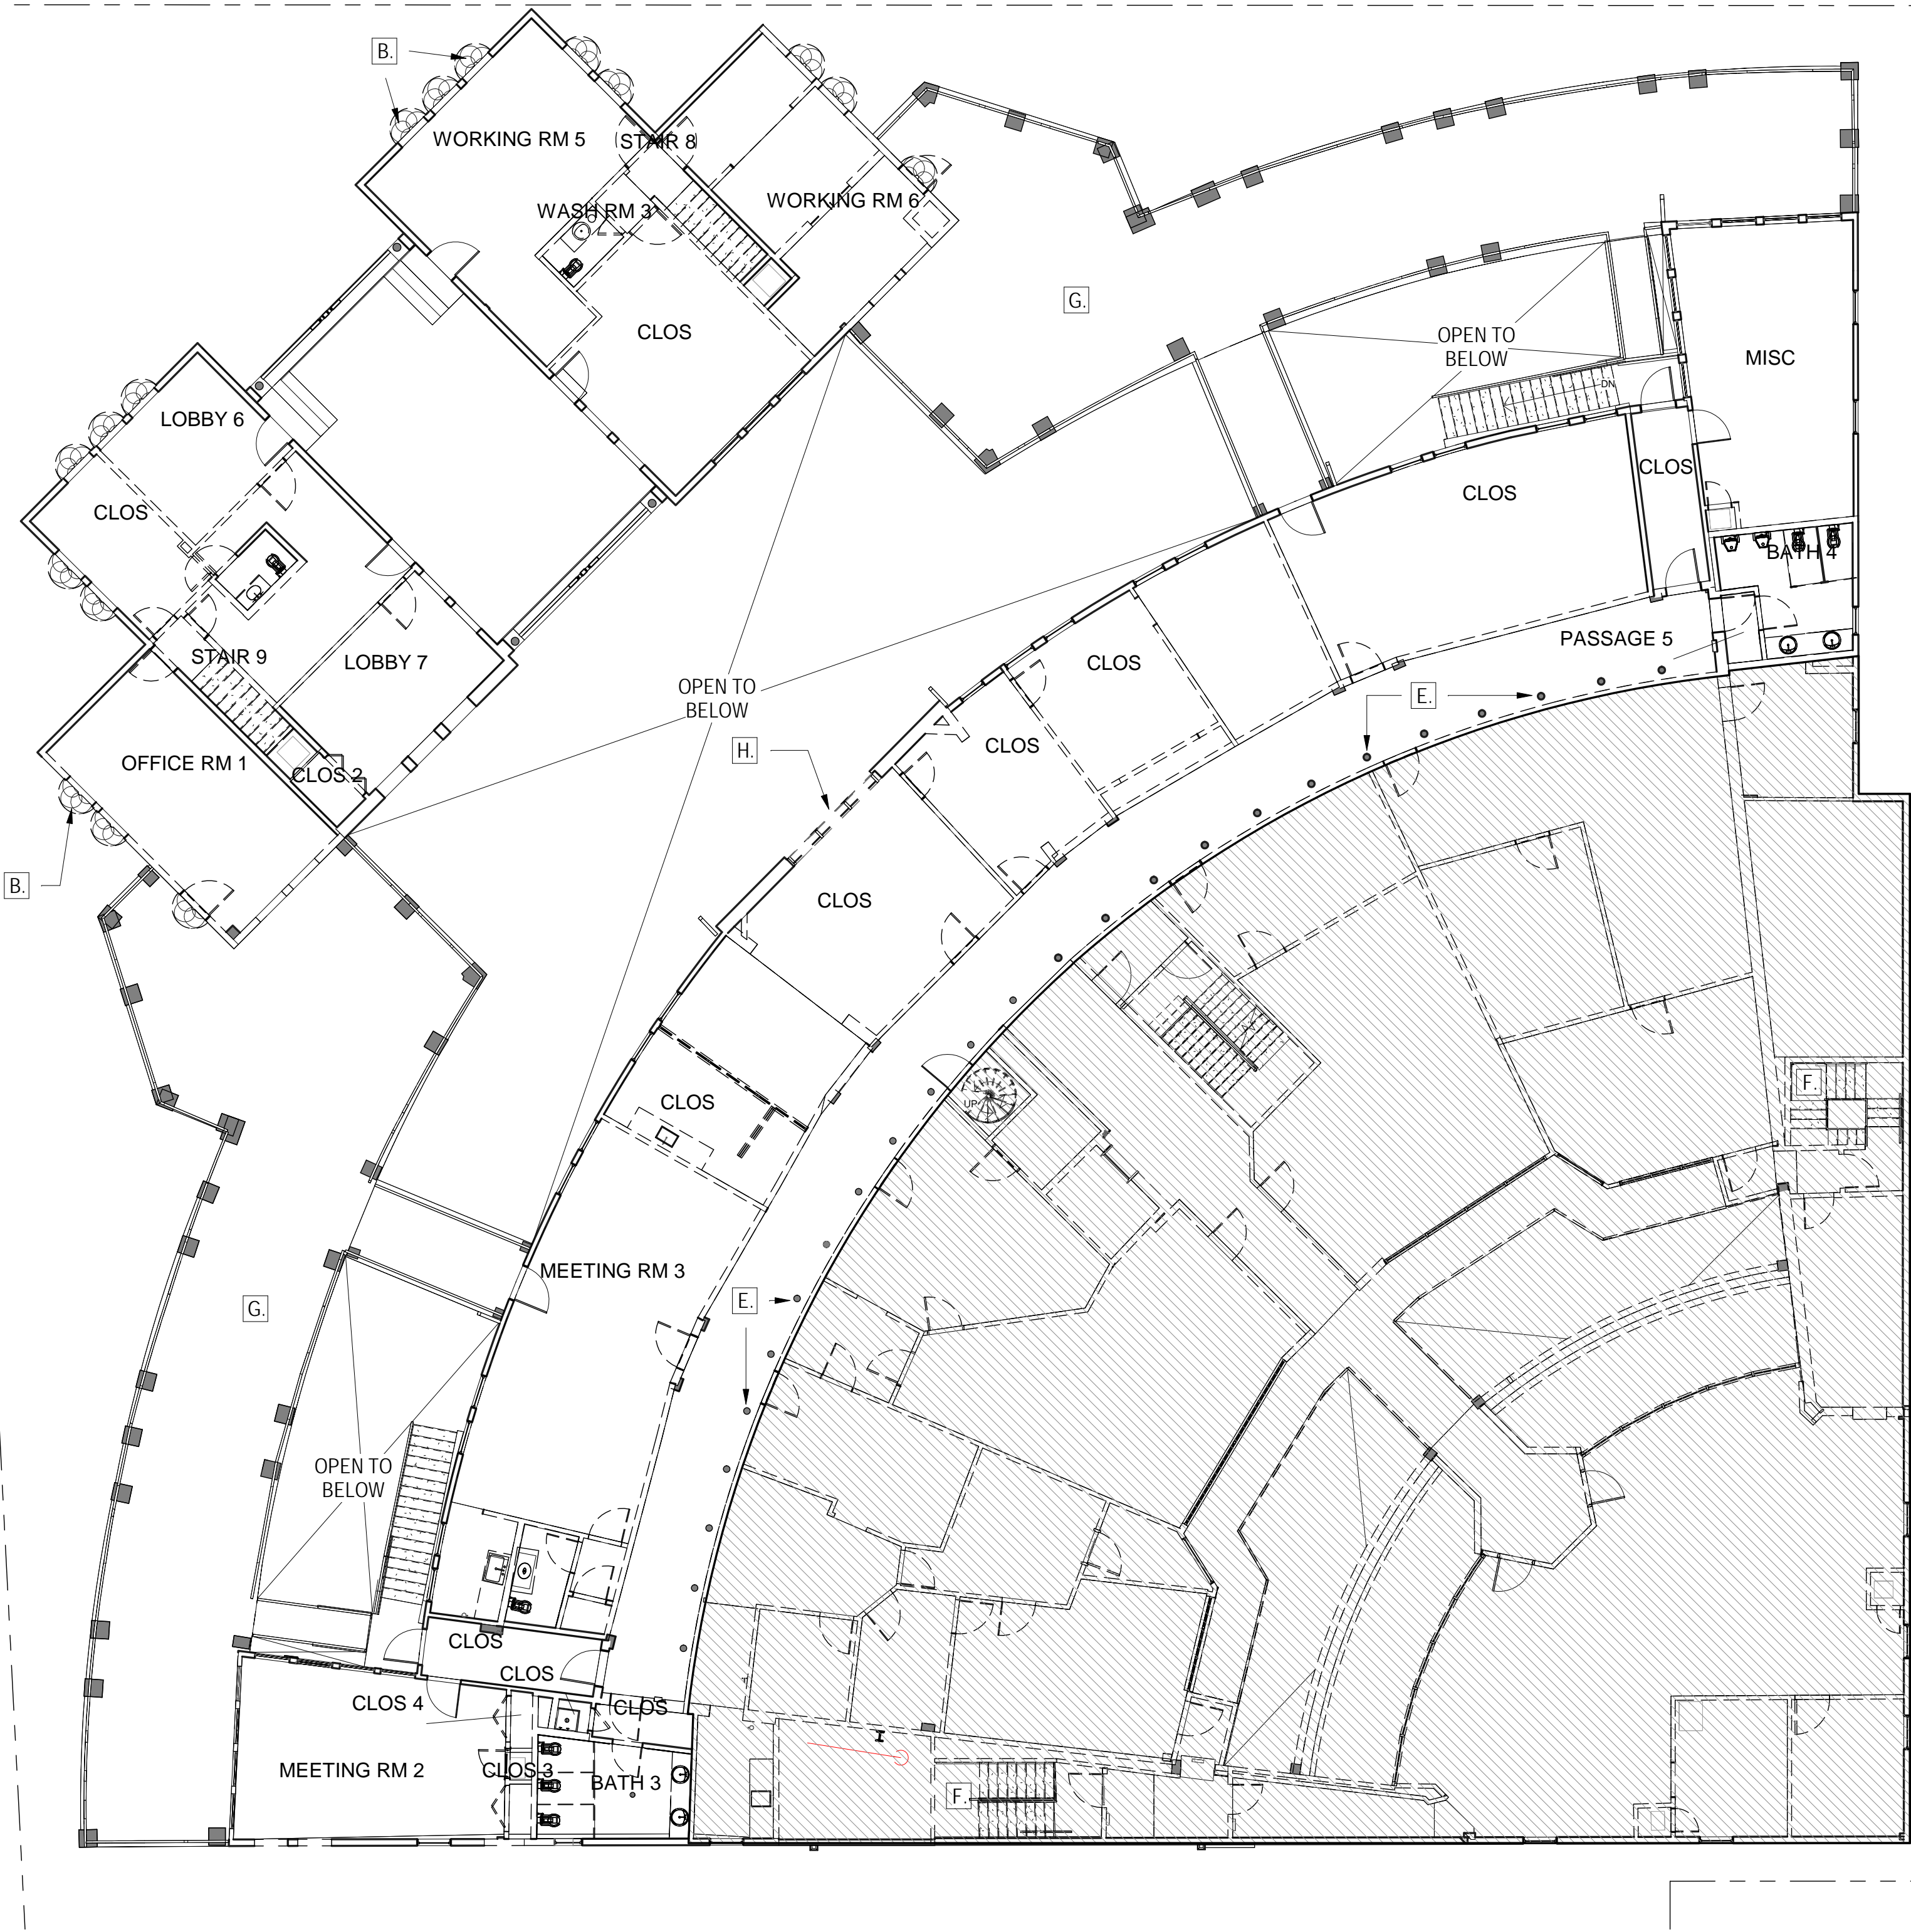 B.
WORKING RM 5
STAIR 8
WORKING RM 6
WASH RM 3
G.
CLOS
OPEN TO
BELOW
MISC
DN
LOBBY 6
CLOS
CLOS
CLOS
BATH 4
PASSAGE 5
STAIR 9
LOBBY 7
CLOS
OPEN TO
BELOW
E.
H.
CLOS
OFFICE RM 1
CLOS 2
B.
CLOS
F.
UP
CLOS
MEETING RM 3
E.
G.
OPEN TO
BELOW
CLOS
CLOS
CLOS 4
CLOS
MEETING RM 2
CLOS 3
BATH 3
F.